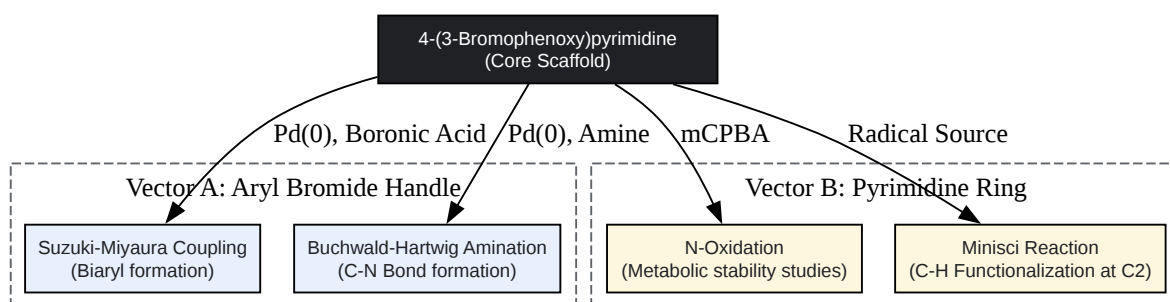 4-(3-Bromophenoxy)pyrimidine
(Core Scaffold)
Pd(0), Boronic Acid
Pd(0), Amine
mCPBA
Radical Source
Vector A: Aryl Bromide Handle
Vector B: Pyrimidine Ring
Suzuki-Miyaura Coupling
(Biaryl formation)
Buchwald-Hartwig Amination
(C-N Bond formation)
N-Oxidation
(Metabolic stability studies)
Minisci Reaction
(C-H Functionalization at C2)